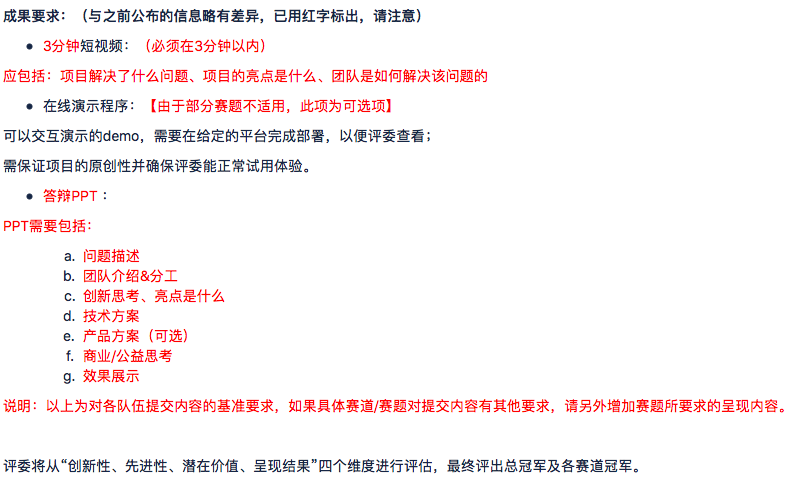 成果要求：（与之前公布的信息略有差异，已用红字标出，请注意）
• 3分钟短视频：（必须在3分钟以内）
应包括：项目解决了什么问题、项目的亮点是什么、团队是如何解决该问题的
• 在线演示程序：【由于部分赛题不适用，此项为可选项】
可以交互演示的demo，需要在给定的平台完成部署，以便评委查看；
需保证项目的原创性并确保评委能正常试用体验。
• 答辩PPT：
PPT需要包括：
a. 问题描述
b. 团队介绍&分工
c. 创新思考、亮点是什么
d. 技术方案
e. 产品方案（可选）
f. 商业/公益思考
g. 效果展示
说明：以上为对各队伍提交内容的基准要求，如果具体赛道/赛题对提交内容有其他要求，请另外增加赛题所要求的呈现内容。
评委将从“创新性、先进性、潜在价值、呈现结果”四个维度进行评估，最终评出总冠军及各赛道冠军。